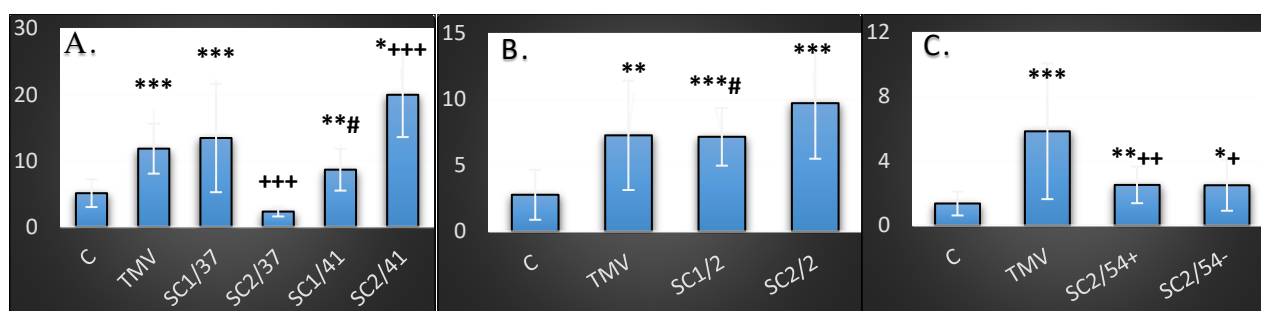 A.
30
20
10
0
***
***
+++
**#
*+++
C
TMV
SC1/37
SC2/37
SC1/41
SC2/41
B.
15
10
5
0
**
***#
***
C
TMV
SC1/2
SC2/2
C.
12
8
4
0
***
**++
*+
C
TMV
SC2/54+
SC2/54-